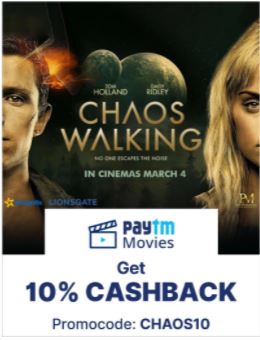 TOM
HOLLAND
DAISY
RIDLEY
CHAOS
WALKING
NO ONE ESCAPES THE NOISE
IN CINEMAS MARCH 4
LIONSGATE
paytm
Movies
Get
10% CASHBACK
Promocode: CHAOS10